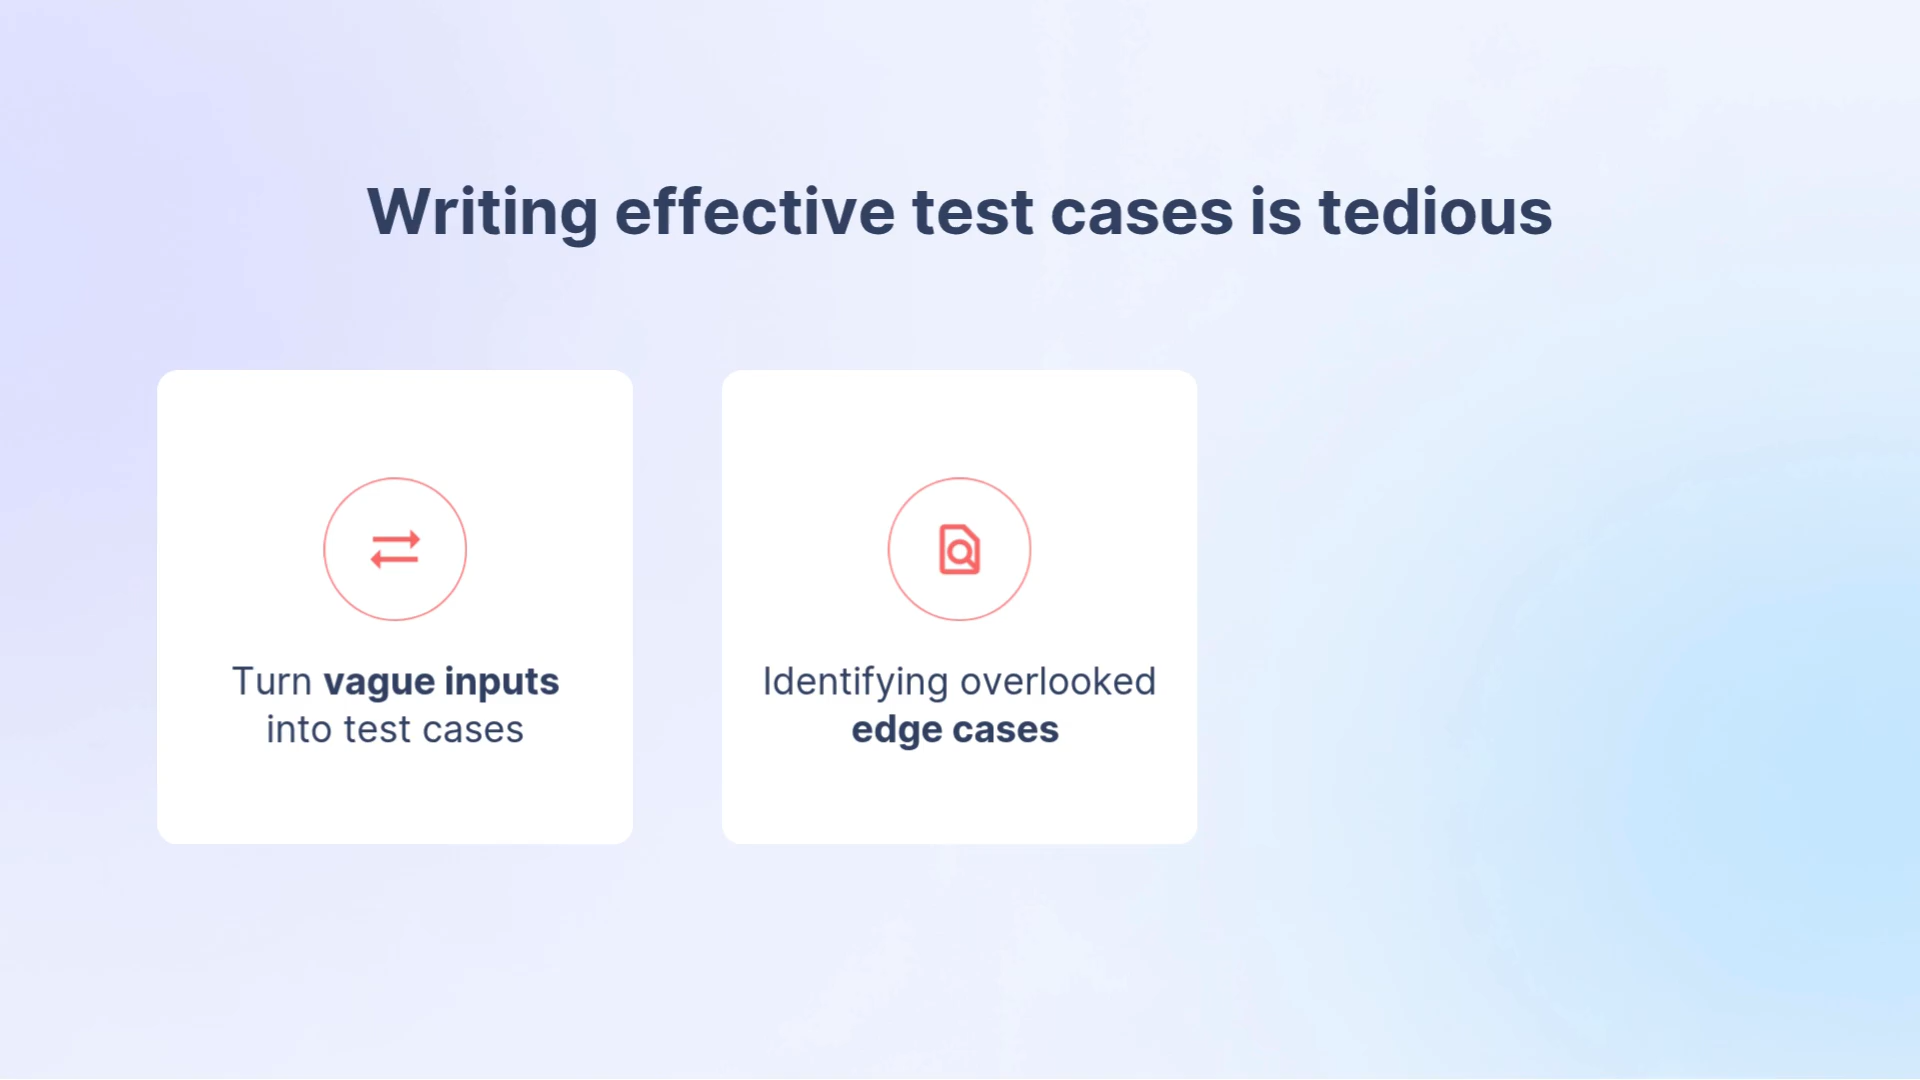 Writing effective test cases is tedious
Turn vague inputs
into test cases
Identifying overlooked
edge cases